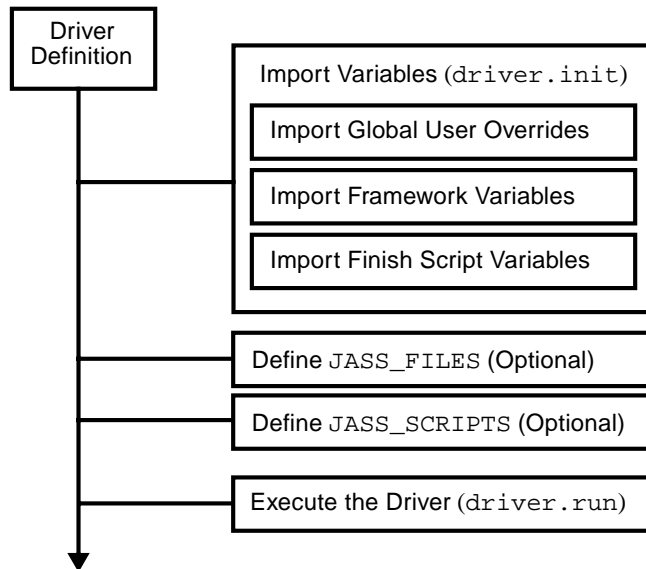 Driver
Definition
Import Variables (driver.init)
Import Global User Overrides
Import Framework Variables
Import Finish Script Variables
Define JASS_FILES (Optional)
Define JASS_SCRIPTS (Optional)
Execute the Driver (driver.run)